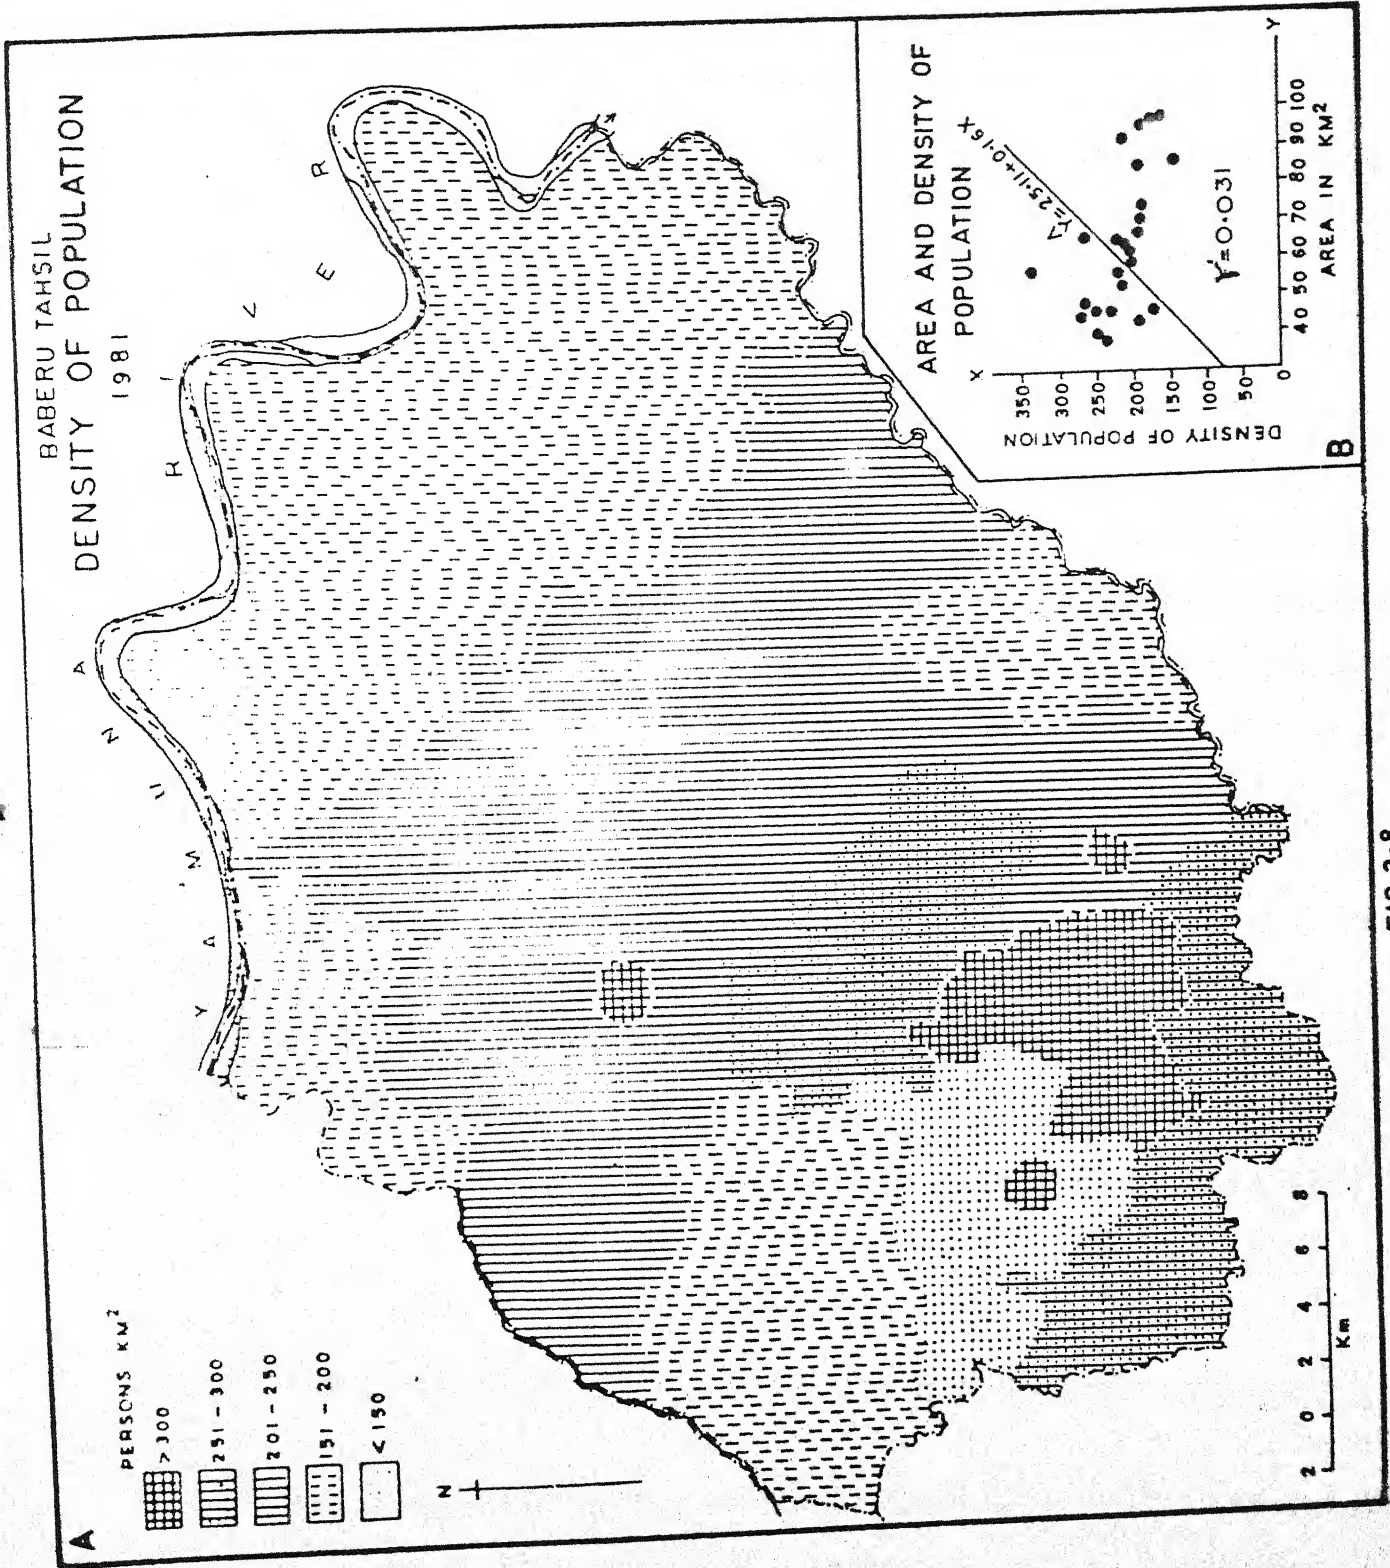 BABERU TAHSIL
DENSITY OF POPULATION
1981
A
PERSONS KM²
>300
251-300
201-250
151-200
<150
N
YAMUNA RIVER
2 0 2 4 6 8
Km
AREA AND DENSITY OF
POPULATION
X
350
300
250
200
150
100
50
0
DENSITY OF POPULATION
Y=25·11+0·16X
γ=0·031
40 50 60 70 80 90 100
Y
AREA IN KM²
B